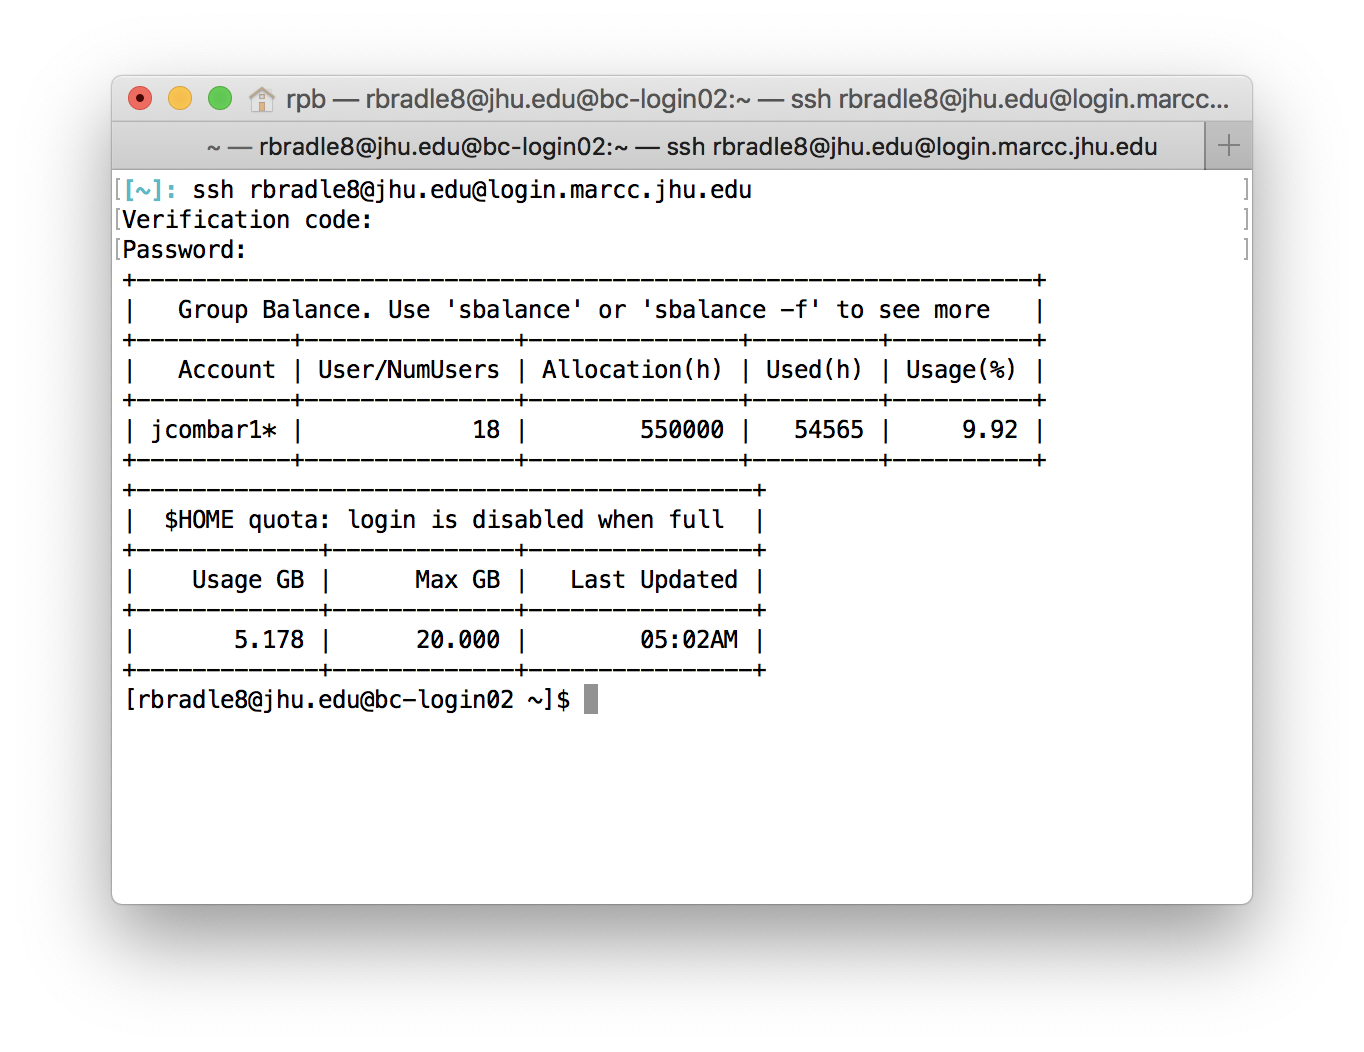 rpb — rbradle8@jhu.edu@bc-login02:~ — ssh rbradle8@jhu.edu@login.marcc...
~ — rbradle8@jhu.edu@bc-login02:~ — ssh rbradle8@jhu.edu@login.marcc.jhu.edu
[~]: ssh rbradle8@jhu.edu@login.marcc.jhu.edu
Verification code:
Password:
+----------------------------------------------------------------+
|   Group Balance. Use 'sbalance' or 'sbalance -f' to see more   |
+-----------+---------------+---------------+---------+----------+
|   Account | User/NumUsers | Allocation(h) | Used(h) | Usage(%) |
+-----------+---------------+---------------+---------+----------+
| jcombar1* |            18 |        550000 |   54565 |     9.92 |
+-----------+---------------+---------------+---------+----------+
+--------------------------------------------+
|  $HOME quota: login is disabled when full  |
+-------------+-------------+----------------+
|    Usage GB |      Max GB |   Last Updated |
+-------------+-------------+----------------+
|       5.178 |      20.000 |        05:02AM |
+-------------+-------------+----------------+
[rbradle8@jhu.edu@bc-login02 ~]$